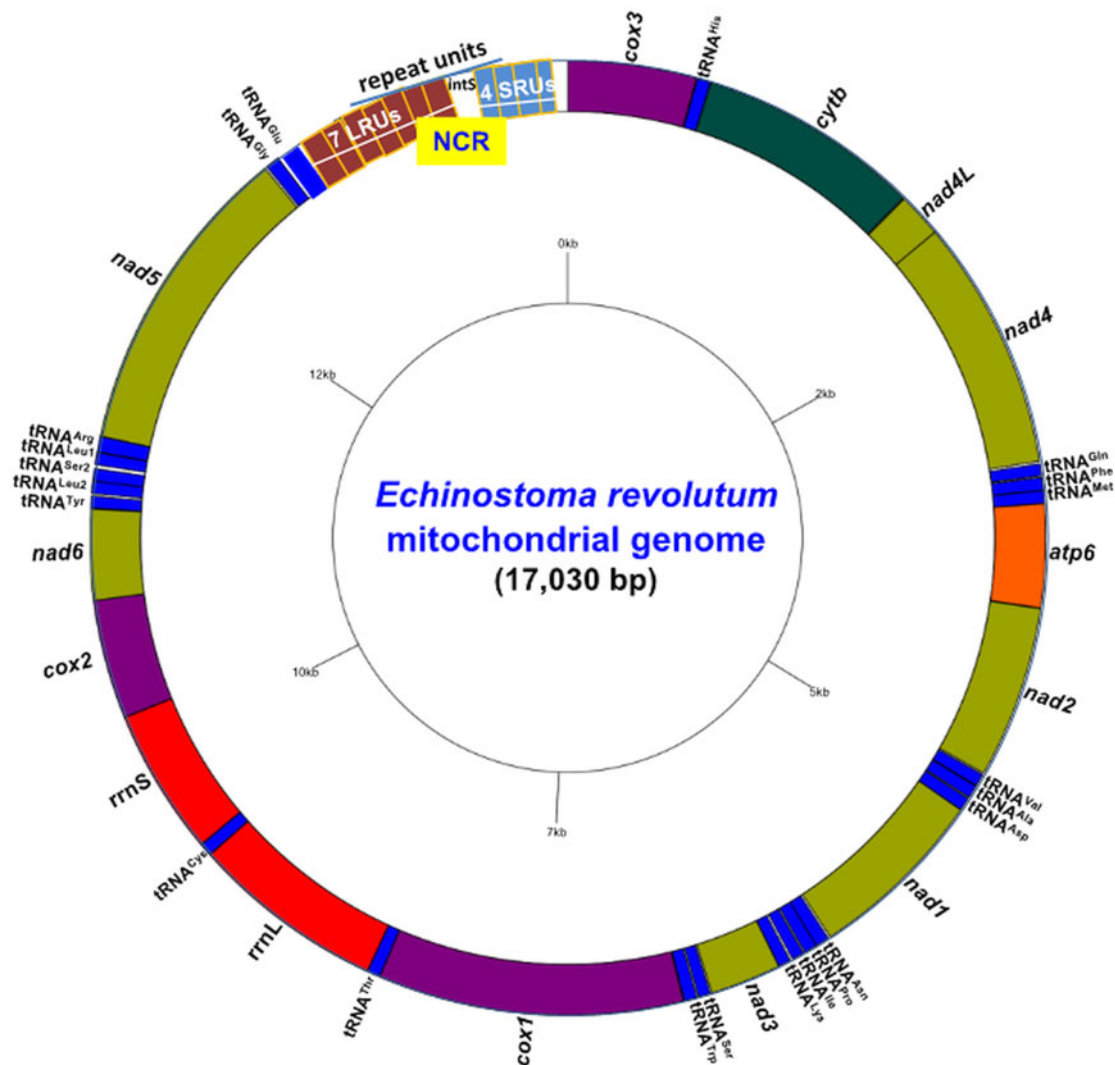 repeat units
7 LRUs
intS
4 SRUs
NCR
cox3
tRNAHis
cytb
nad4L
nad4
tRNAGln
tRNAPhe
tRNAMet
atp6
nad2
tRNAVal
tRNAAla
tRNAAsp
nad1
tRNAAsn
tRNAPro
tRNAIle
tRNALys
nad3
tRNASer
tRNATrp
cox1
tRNAThr
rrnL
tRNACys
rrnS
cox2
nad6
tRNATyr
tRNALeu2
tRNASer2
tRNALeu1
tRNAArg
nad5
tRNAGly
tRNAGlu
0kb
2kb
5kb
7kb
10kb
12kb
Echinostoma revolutum
mitochondrial genome
(17,030 bp)